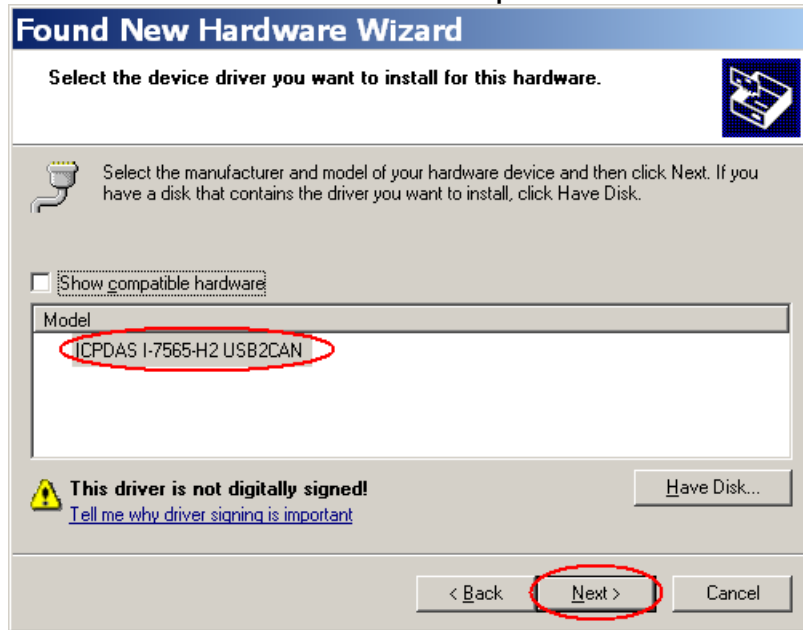 Found New Hardware Wizard
Select the device driver you want to install for this hardware.
Select the manufacturer and model of your hardware device and then click Next. If you
have a disk that contains the driver you want to install, click Have Disk.
Show compatible hardware
Model
ICPDAS I-7565-H2 USB2CAN
This driver is not digitally signed!
Tell me why driver signing is important
Have Disk...
< Back
Next >
Cancel